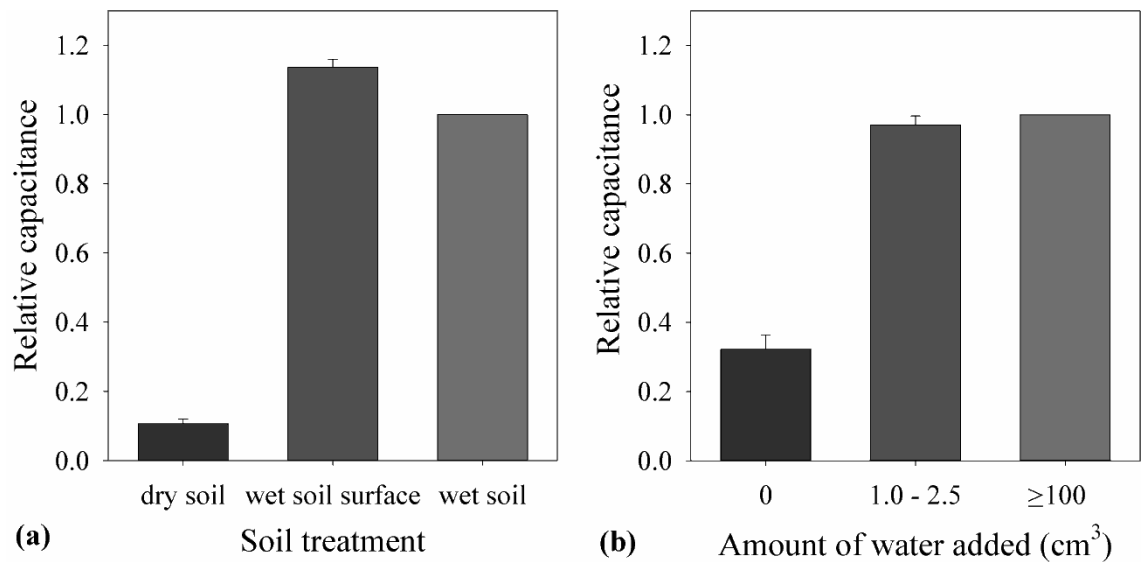 Relative capacitance
1.2
1.0
0.8
0.6
0.4
0.2
0.0
dry soil wet soil surface wet soil
(a) Soil treatment
Relative capacitance
1.2
1.0
0.8
0.6
0.4
0.2
0.0
0 1.0 - 2.5 ≥100
(b) Amount of water added (cm³)